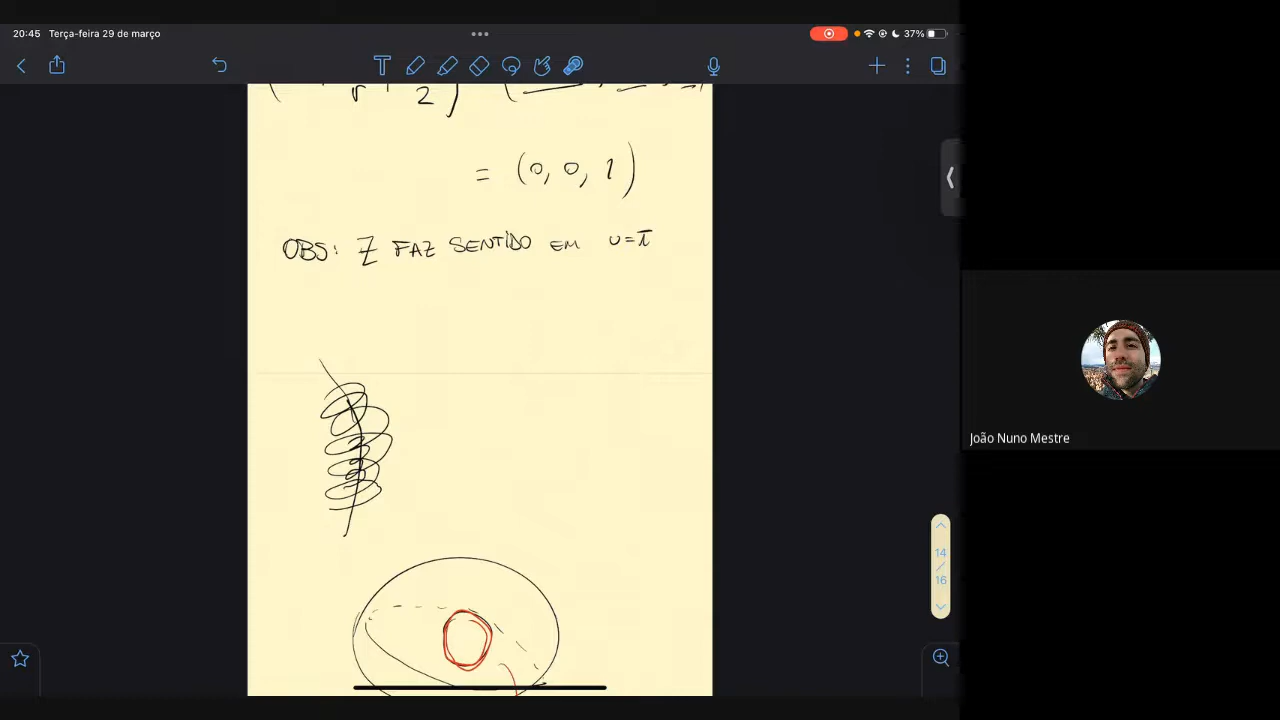 20:45 Terça-feira 29 de março
37%
r 2
= (0, 0, 1)
OBS: Z FAZ SENTIDO EM u=π
João Nuno Mestre
14
/
16